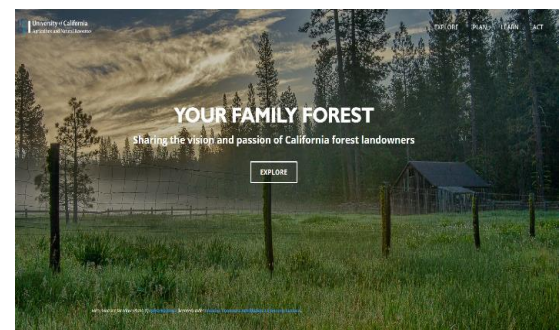 University of California
Agriculture and Natural Resources
EXPLORE PLAN LEARN ACT
YOUR FAMILY FOREST
Sharing the vision and passion of California forest landowners
EXPLORE